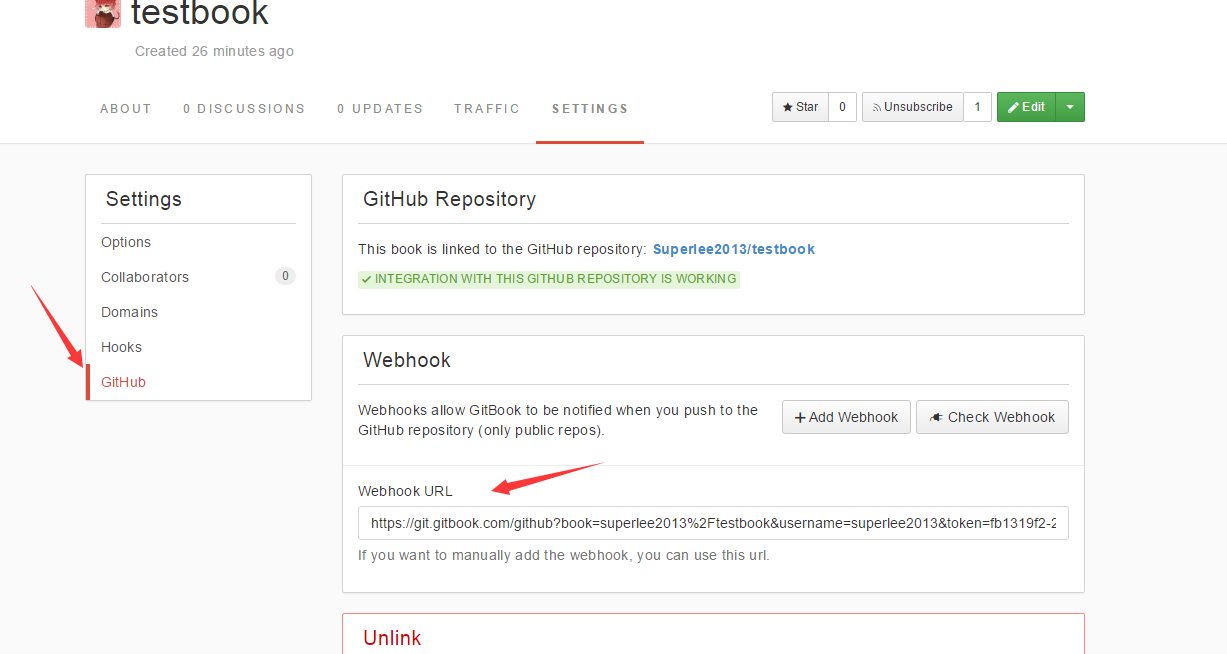 testbook
Created 26 minutes ago
ABOUT 0 DISCUSSIONS 0 UPDATES TRAFFIC SETTINGS
Star 0 Unsubscribe 1 Edit
Settings
Options
Collaborators 0
Domains
Hooks
GitHub
GitHub Repository
This book is linked to the GitHub repository: Superlee2013/testbook
INTEGRATION WITH THIS GITHUB REPOSITORY IS WORKING
Webhook
Webhooks allow GitBook to be notified when you push to the
GitHub repository (only public repos).
Add Webhook Check Webhook
Webhook URL
https://git.gitbook.com/github?book=superlee2013%2Ftestbook&username=superlee2013&token=fb1319f2-2
If you want to manually add the webhook, you can use this url.
Unlink